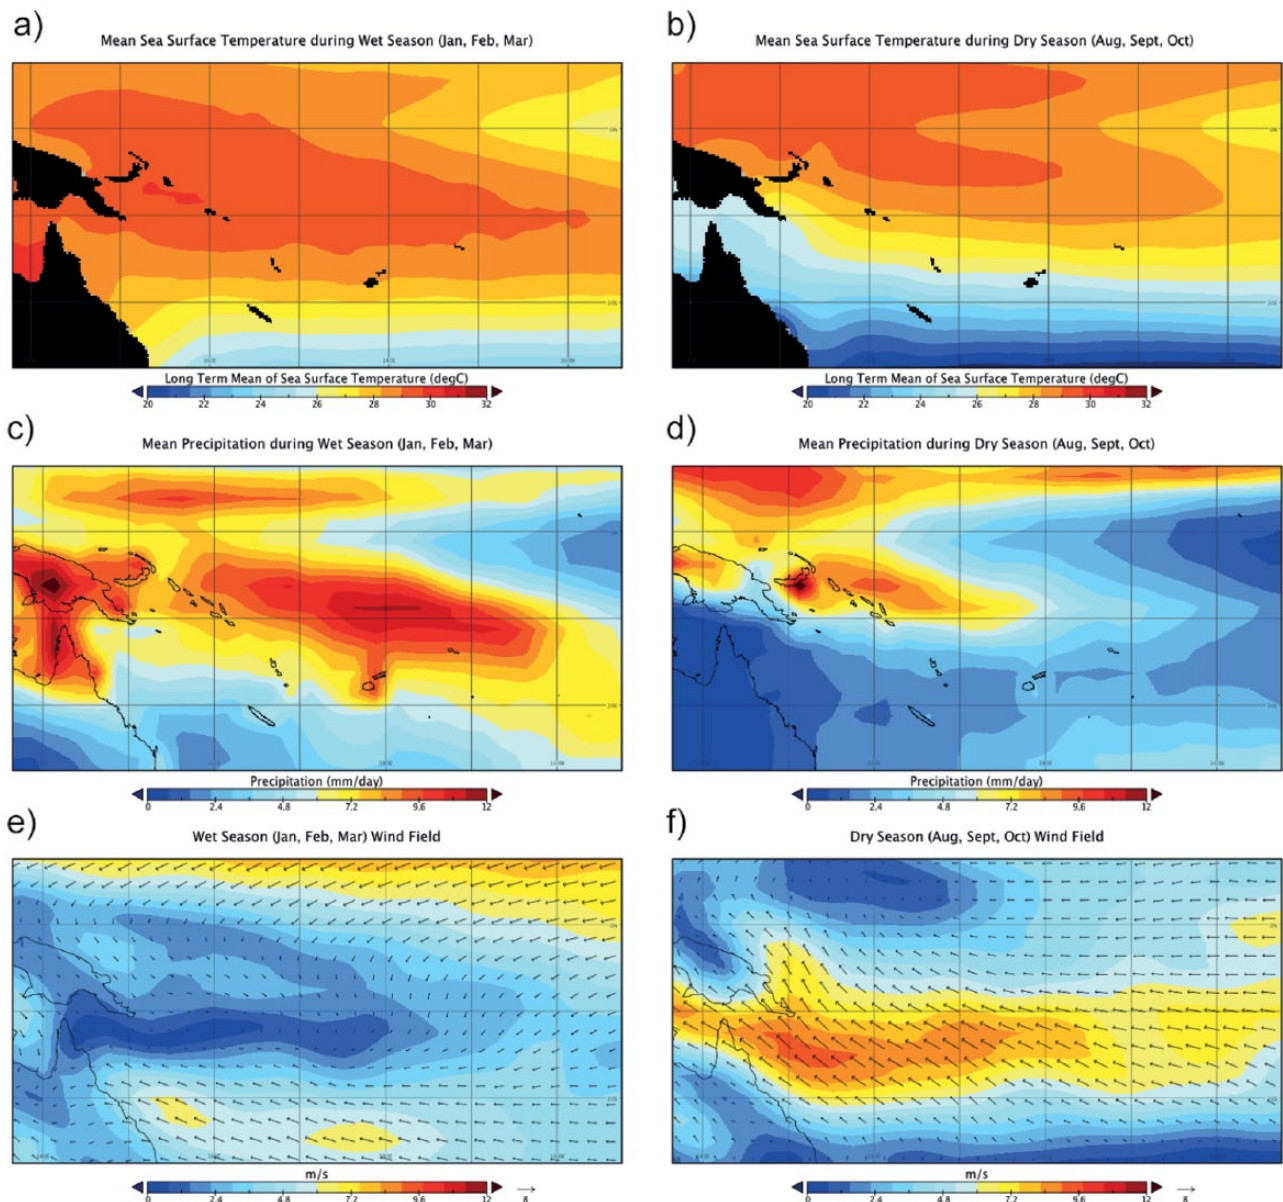 a)
Mean Sea Surface Temperature during Wet Season (Jan, Feb, Mar)
Long Term Mean of Sea Surface Temperature (degC)
20 22 24 26 28 30 32
b)
Mean Sea Surface Temperature during Dry Season (Aug, Sept, Oct)
Long Term Mean of Sea Surface Temperature (degC)
20 22 24 26 28 30 32
c)
Mean Precipitation during Wet Season (Jan, Feb, Mar)
Precipitation (mm/day)
0 2.4 4.8 7.2 9.6 12
d)
Mean Precipitation during Dry Season (Aug, Sept, Oct)
Precipitation (mm/day)
0 2.4 4.8 7.2 9.6 12
e)
Wet Season (Jan, Feb, Mar) Wind Field
m/s
0 2.4 4.8 7.2 9.6 12 8
f)
Dry Season (Aug, Sept, Oct) Wind Field
m/s
0 2.4 4.8 7.2 9.6 12 8